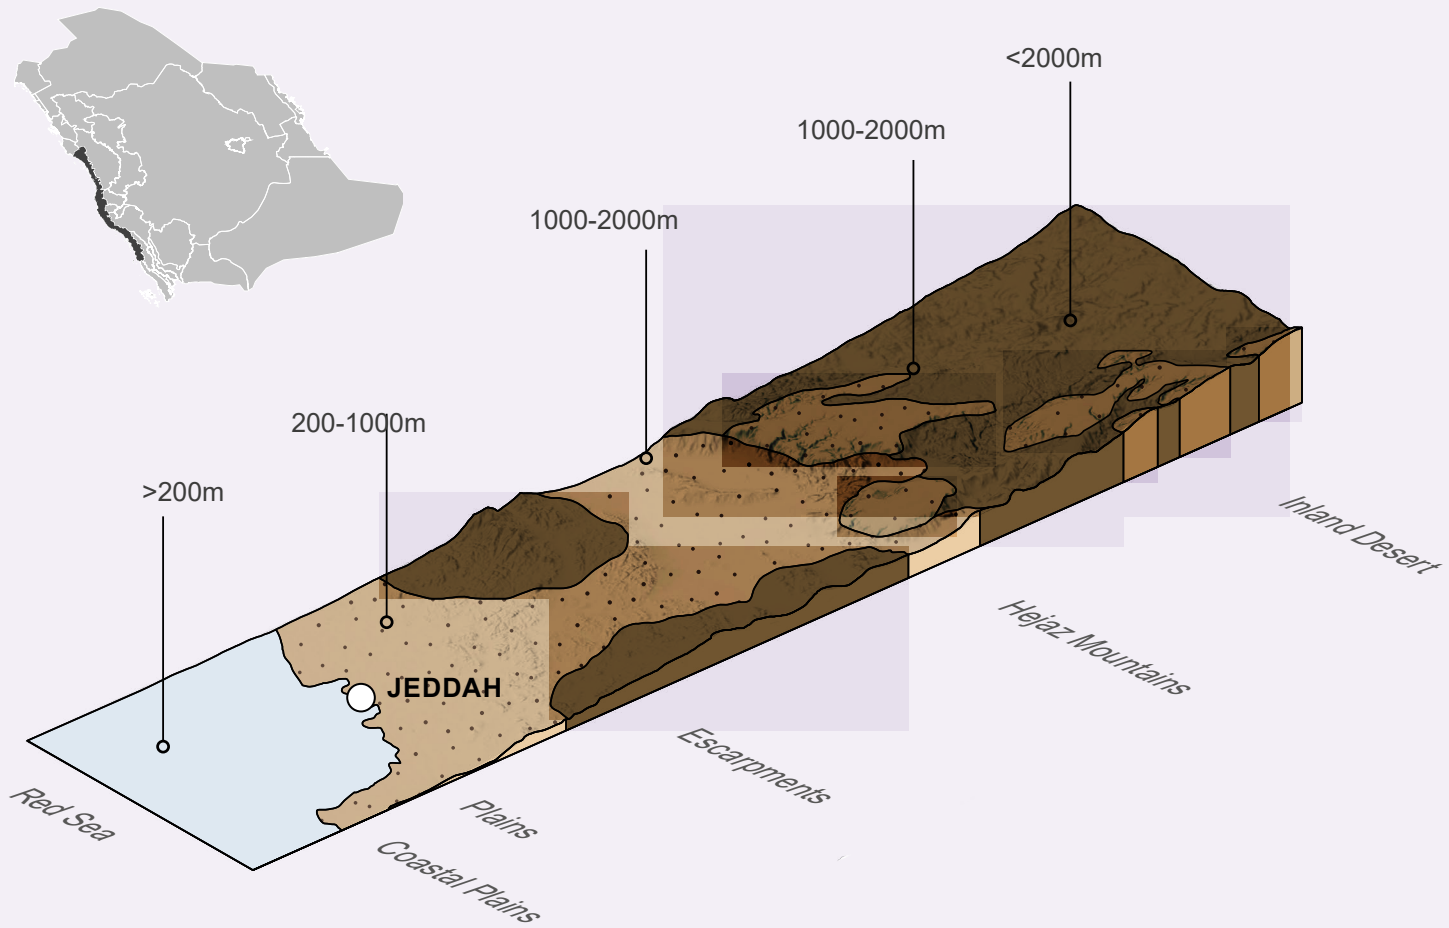 <2000m
1000-2000m
1000-2000m
200-1000m
>200m
JEDDAH
Inland Desert
Hejaz Mountains
Escarpments
Plains
Red Sea
Coastal Plains